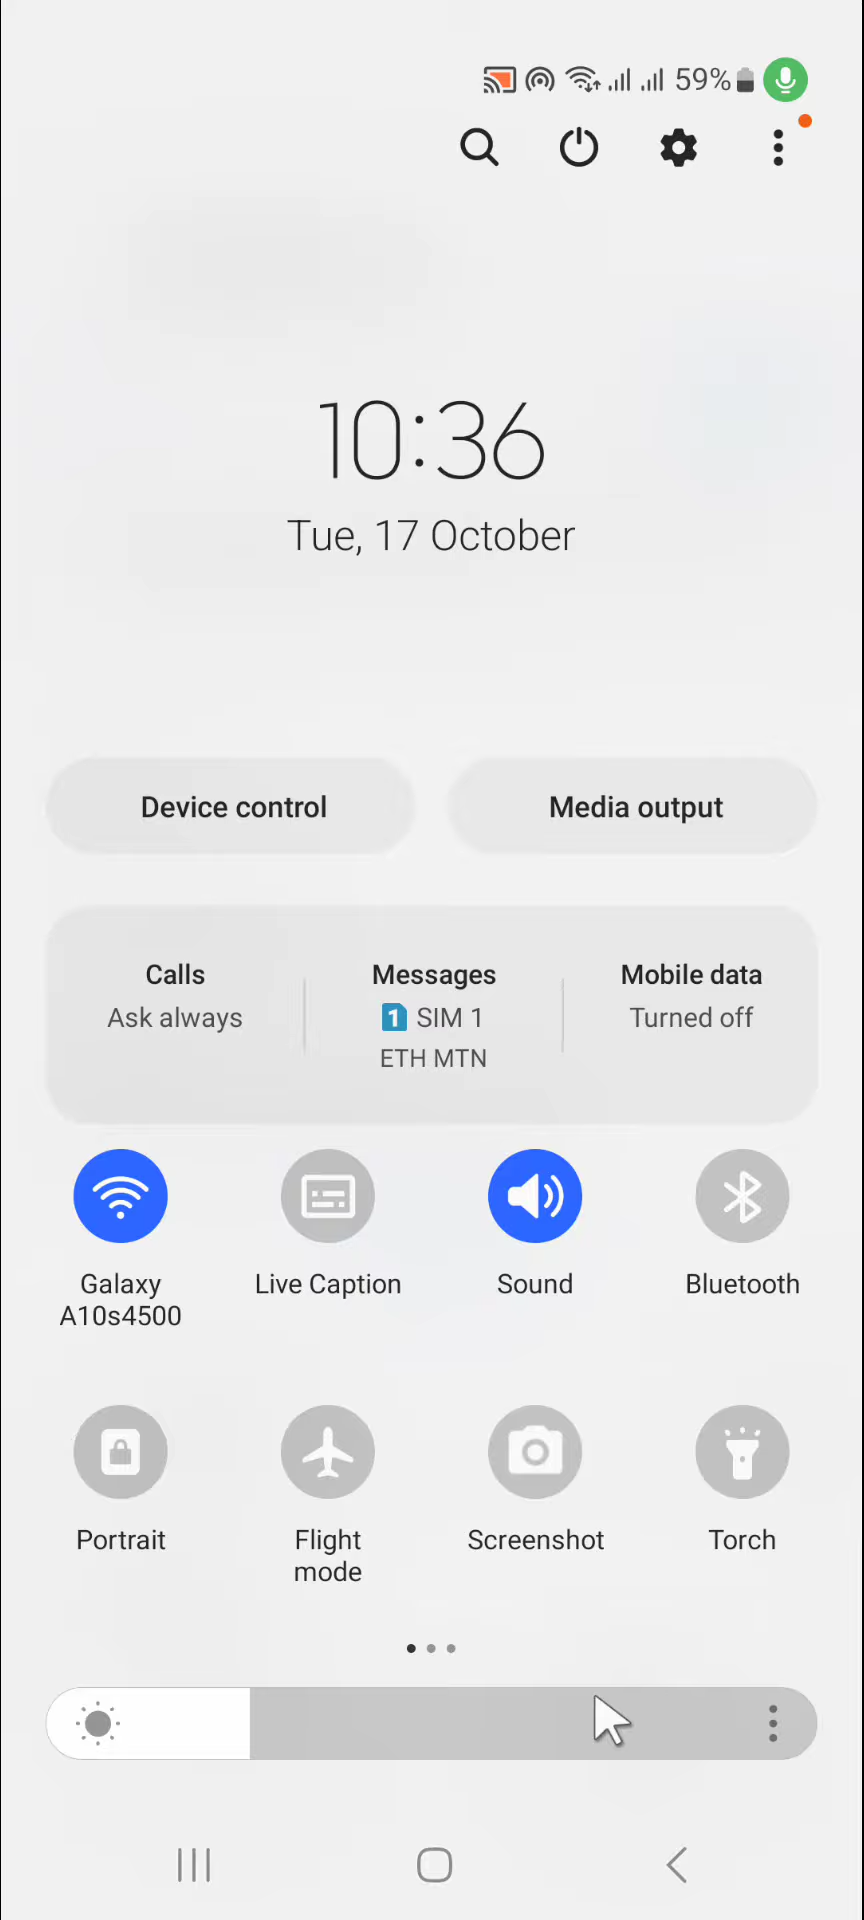 59%
10:36
Tue, 17 October
Device control
Media output
Calls
Ask always
Messages
1 SIM 1
ETH MTN
Mobile data
Turned off
Galaxy
A10s4500
Live Caption
Sound
Bluetooth
Portrait
Flight
mode
Screenshot
Torch